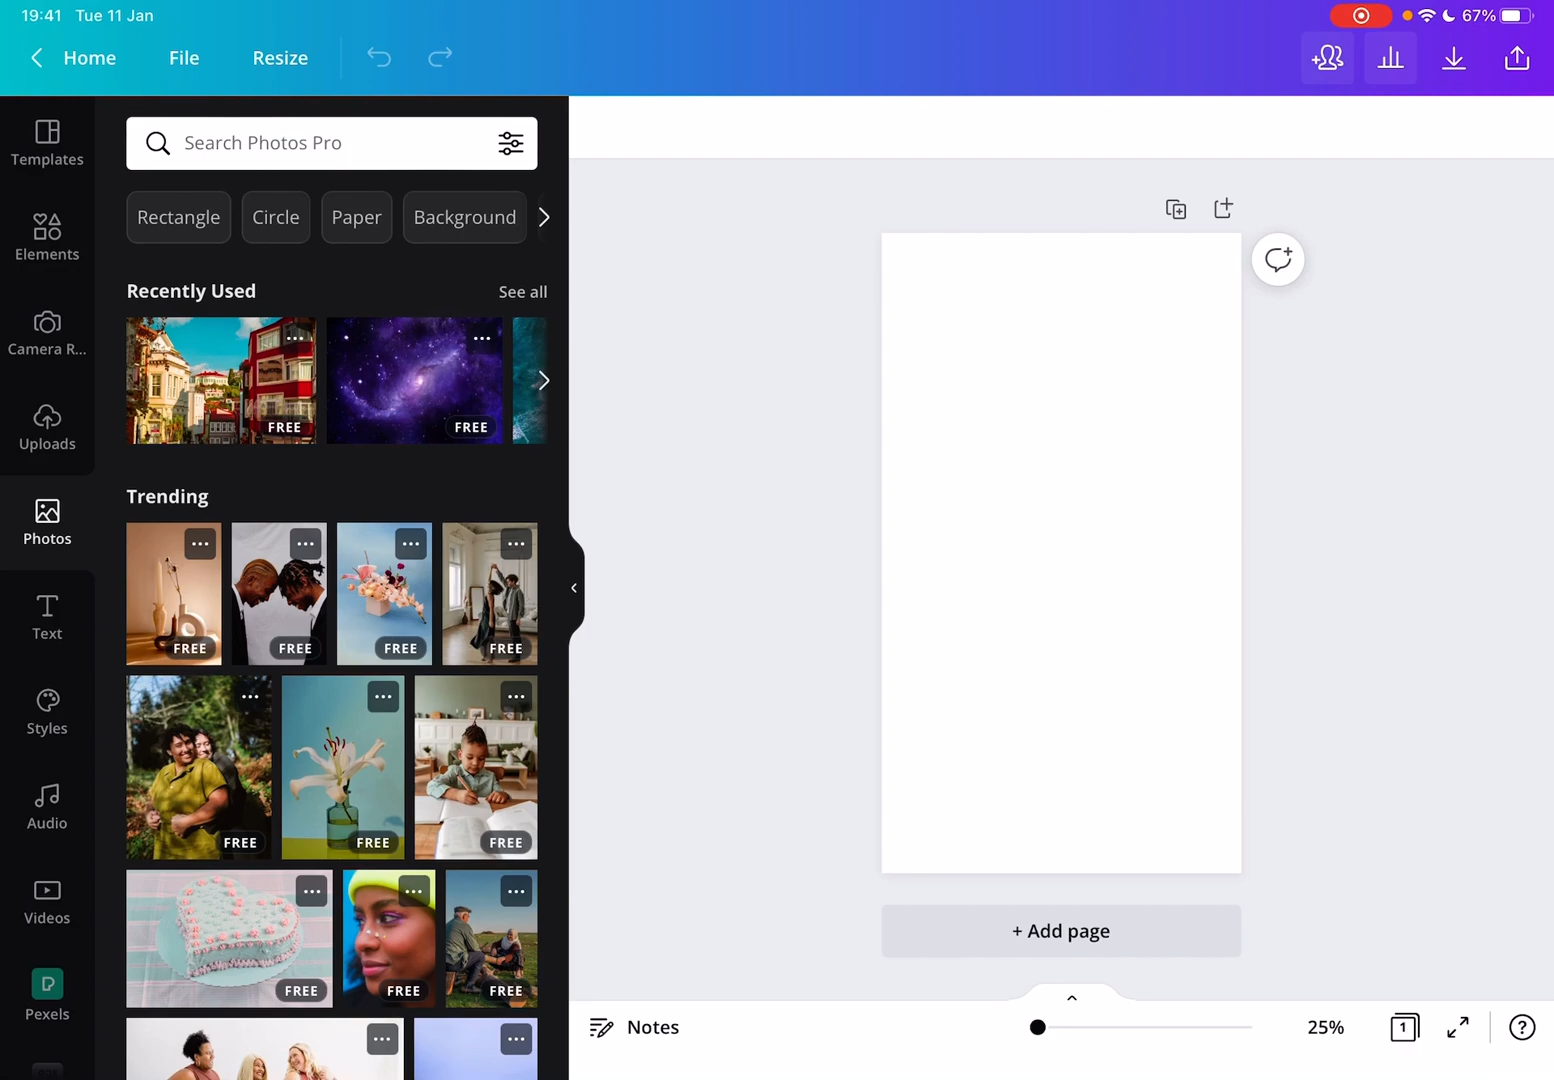 19:41 Tue 11 Jan
67%
Home File Resize
Templates
Elements
Camera R...
Uploads
Photos
Text
Styles
Audio
Videos
Pexels
Search Photos Pro
Rectangle Circle Paper Background
Recently Used See all
FREE FREE
Trending
FREE FREE FREE FREE
FREE FREE FREE
FREE FREE FREE
+ Add page
Notes 25% 1